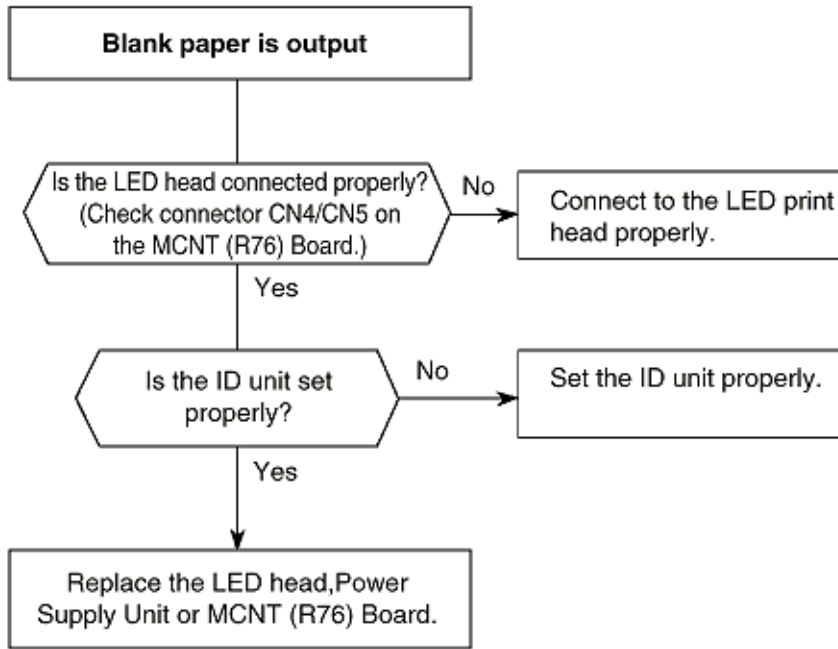 Blank paper is output
Is the LED head connected properly?
(Check connector CN4/CN5 on
the MCNT (R76) Board.)
No
Connect to the LED print
head properly.
Yes
Is the ID unit set
properly?
No
Set the ID unit properly.
Yes
Replace the LED head,Power
Supply Unit or MCNT (R76) Board.